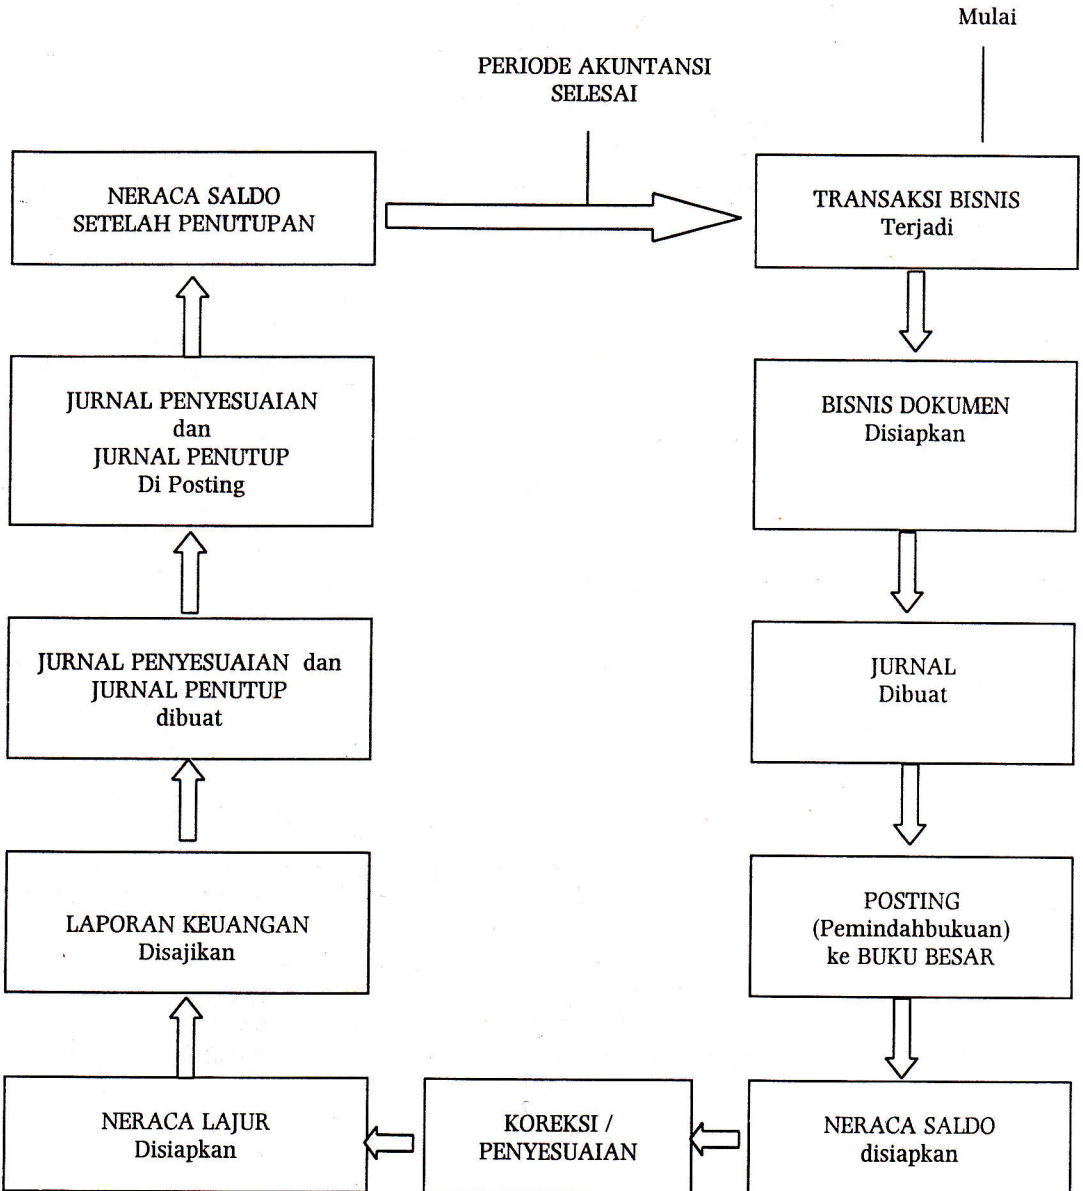 Mulai
PERIODE AKUNTANSI
SELESAI
NERACA SALDO
SETELAH PENUTUPAN
TRANSAKSI BISNIS
Terjadi
JURNAL PENYESUAIAN
dan
JURNAL PENUTUP
Di Posting
BISNIS DOKUMEN
Disiapkan
JURNAL PENYESUAIAN dan
JURNAL PENUTUP
dibuat
JURNAL
Dibuat
LAPORAN KEUANGAN
Disajikan
POSTING
(Pemindahbukuan)
ke BUKU BESAR
NERACA LAJUR
Disiapkan
KOREKSI /
PENYESUAIAN
NERACA SALDO
disiapkan